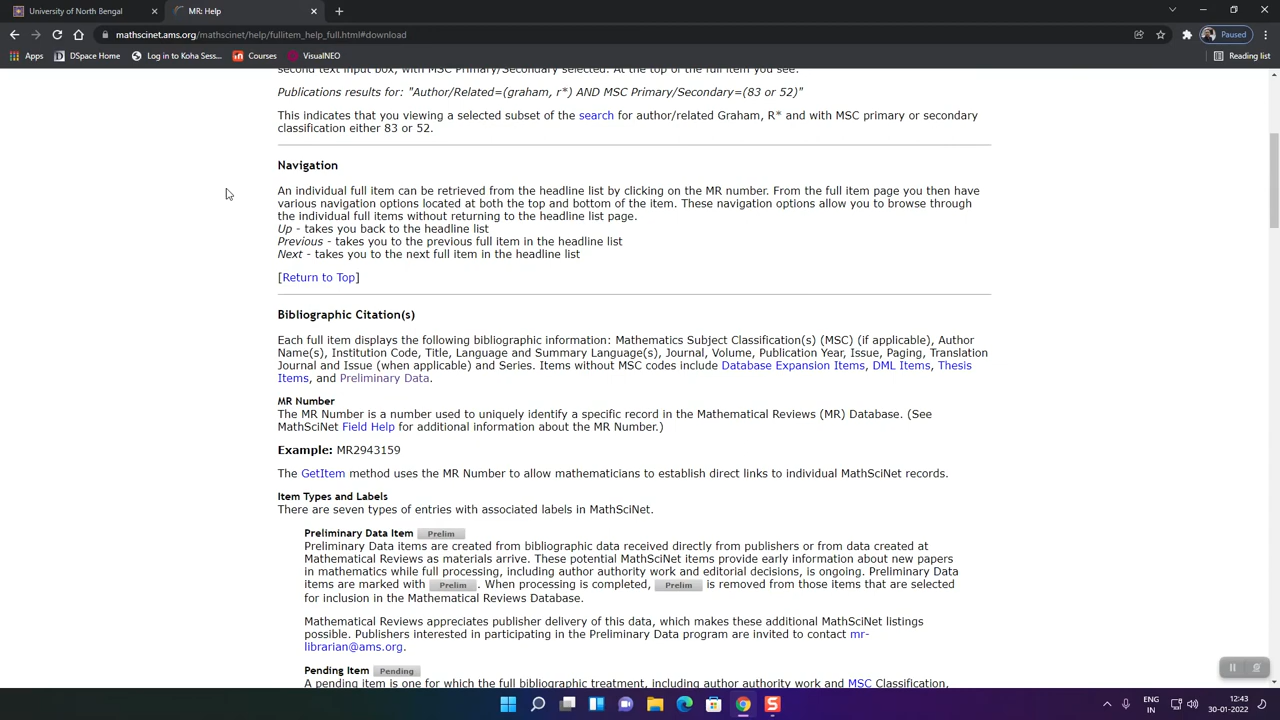 University of North Bengal
MR: Help
mathscinet.ams.org/mathscinet/help/fullitem_help_full.html#download
Paused
Apps
DSpace Home
Log in to Koha Sess...
Courses
VisualNEO
Reading list
second text input box, with MSC Primary/Secondary selected. At the top of the full item you see:
Publications results for: "Author/Related=(graham, r*) AND MSC Primary/Secondary=(83 or 52)"
This indicates that you viewing a selected subset of the search for author/related Graham, R* and with MSC primary or secondary
classification either 83 or 52.
Navigation
An individual full item can be retrieved from the headline list by clicking on the MR number. From the full item page you then have
various navigation options located at both the top and bottom of the item. These navigation options allow you to browse through
the individual full items without returning to the headline list page.
Up - takes you back to the headline list
Previous - takes you to the previous full item in the headline list
Next - takes you to the next full item in the headline list
[Return to Top]
Bibliographic Citation(s)
Each full item displays the following bibliographic information: Mathematics Subject Classification(s) (MSC) (if applicable), Author
Name(s), Institution Code, Title, Language and Summary Language(s), Journal, Volume, Publication Year, Issue, Paging, Translation
Journal and Issue (when applicable) and Series. Items without MSC codes include Database Expansion Items, DML Items, Thesis
Items, and Preliminary Data.
MR Number
The MR Number is a number used to uniquely identify a specific record in the Mathematical Reviews (MR) Database. (See
MathSciNet Field Help for additional information about the MR Number.)
Example: MR2943159
The GetItem method uses the MR Number to allow mathematicians to establish direct links to individual MathSciNet records.
Item Types and Labels
There are seven types of entries with associated labels in MathSciNet.
Preliminary Data Item Prelim
Preliminary Data items are created from bibliographic data received directly from publishers or from data created at
Mathematical Reviews as materials arrive. These potential MathSciNet items provide early information about new papers
in mathematics while full processing, including author authority work and editorial decisions, is ongoing. Preliminary Data
items are marked with Prelim . When processing is completed, Prelim is removed from those items that are selected
for inclusion in the Mathematical Reviews Database.
Mathematical Reviews appreciates publisher delivery of this data, which makes these additional MathSciNet listings
possible. Publishers interested in participating in the Preliminary Data program are invited to contact mr-
librarian@ams.org.
Pending Item Pending
A pending item is one for which the full bibliographic treatment, including author authority work and MSC Classification,
ENG
IN
12:43
30-01-2022